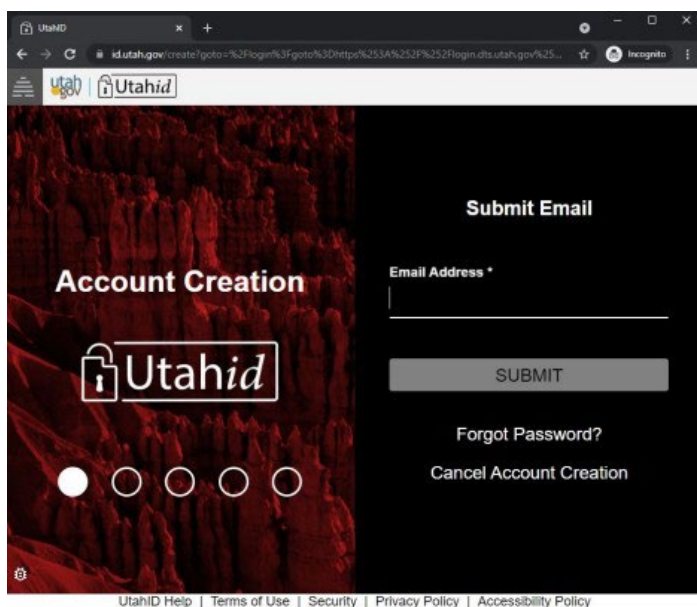 UtahID
id.utah.gov/create?goto=%2Flogin%3Fgoto%3Dhttps%253A%252F%252Flogin.dts.utah.gov%25...
Incognito
utah
gov
Utahid
Account Creation
Utahid
Submit Email
Email Address *
SUBMIT
Forgot Password?
Cancel Account Creation
UtahID Help | Terms of Use | Security | Privacy Policy | Accessibility Policy